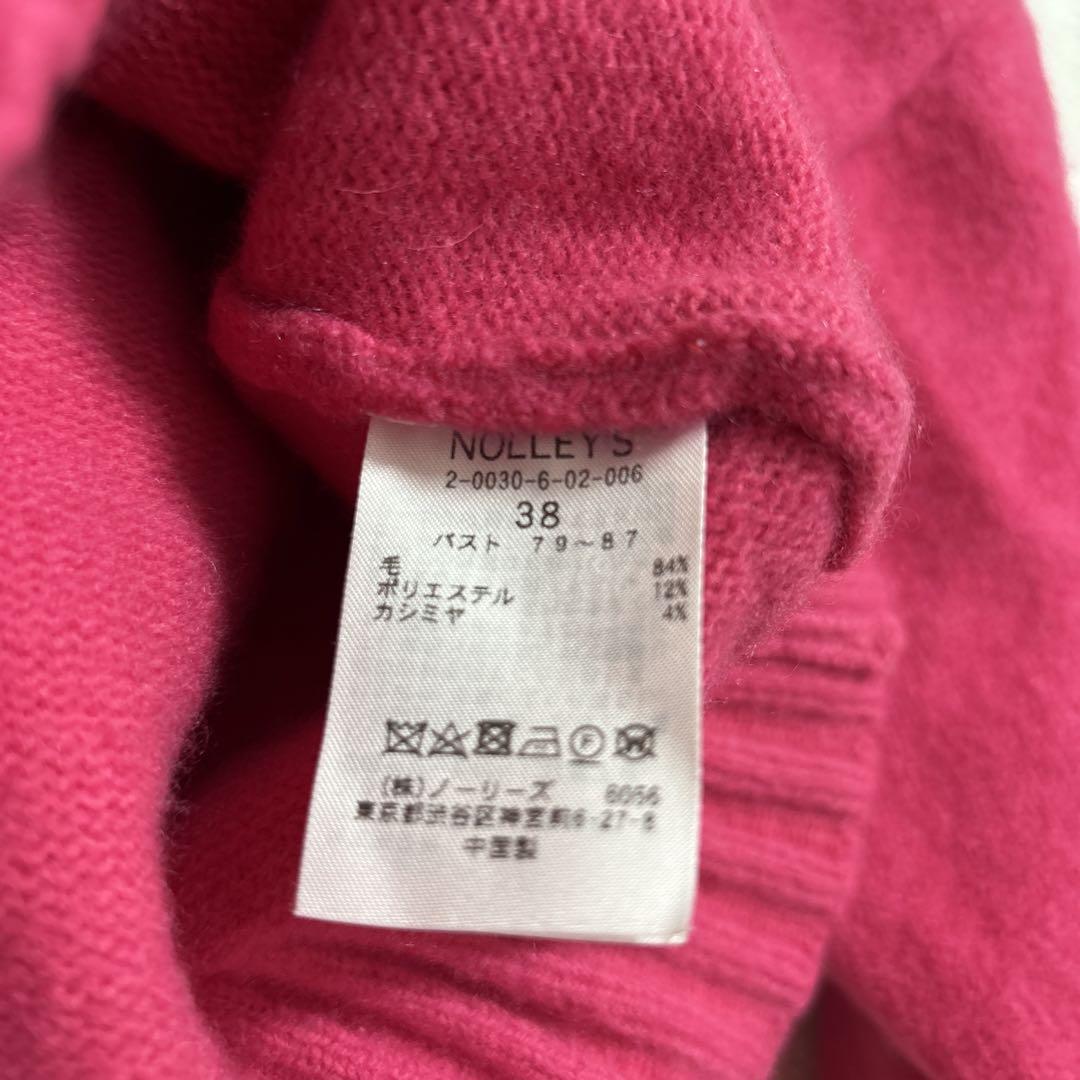 NOLLEY'S
2-0030-6-02-006
38
バスト 79~87
毛 84%
ポリエステル 12%
カシミヤ 4%
F W
(株)ノーリーズ 8056
東京都渋谷区神宮前6-27-8
中国製